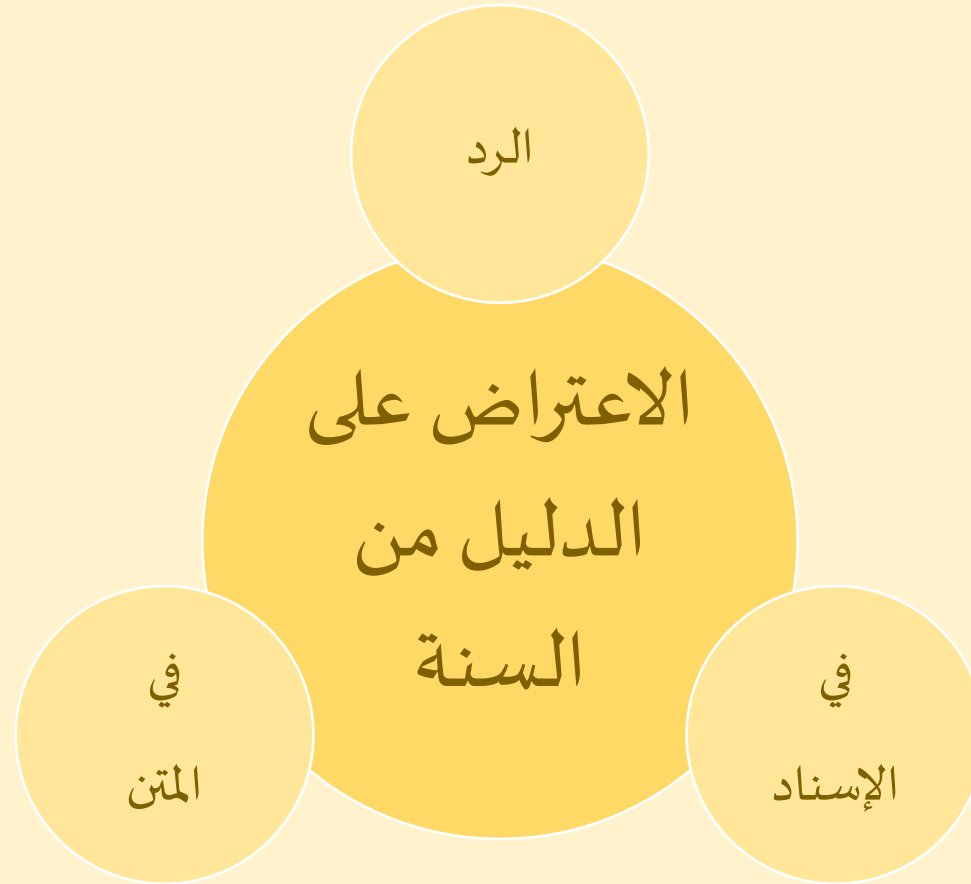 الرد
الاعتراض على
الدليل من
السنة
في
الإسناد
في
المتن